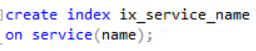 create index ix_service_name
on service(name);